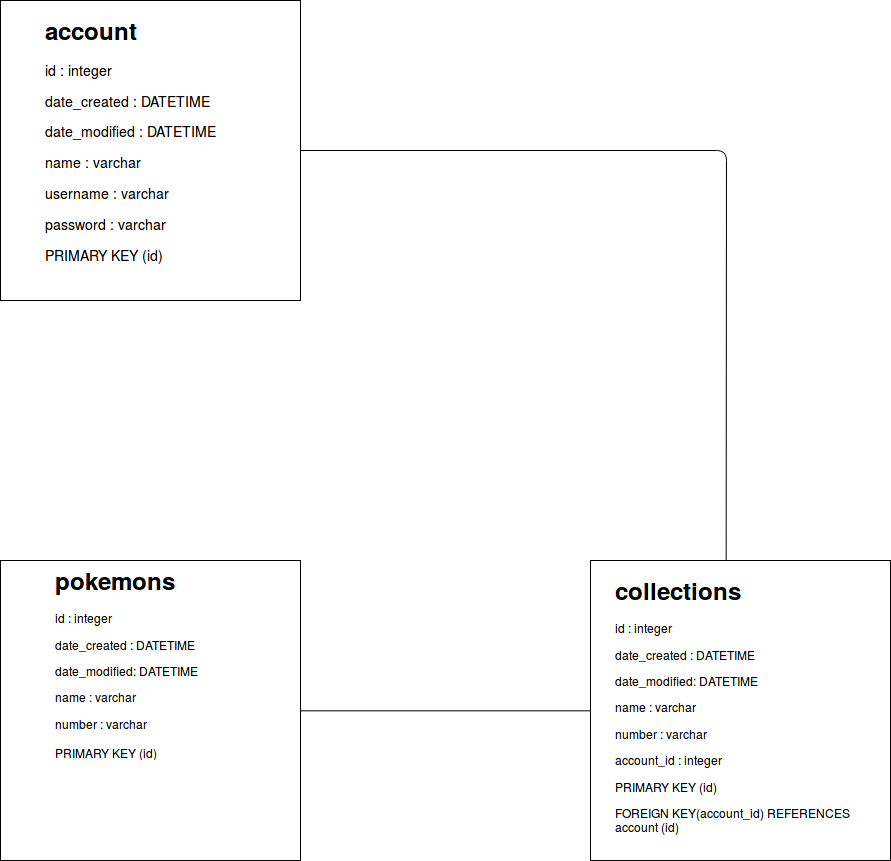 account
id : integer
date_created : DATETIME
date_modified : DATETIME
name : varchar
username : varchar
password : varchar
PRIMARY KEY (id)
pokemons
id : integer
date_created : DATETIME
date_modified: DATETIME
name : varchar
number : varchar
PRIMARY KEY (id)
collections
id : integer
date_created : DATETIME
date_modified: DATETIME
name : varchar
number : varchar
account_id : integer
PRIMARY KEY (id)
FOREIGN KEY(account_id) REFERENCES
account (id)